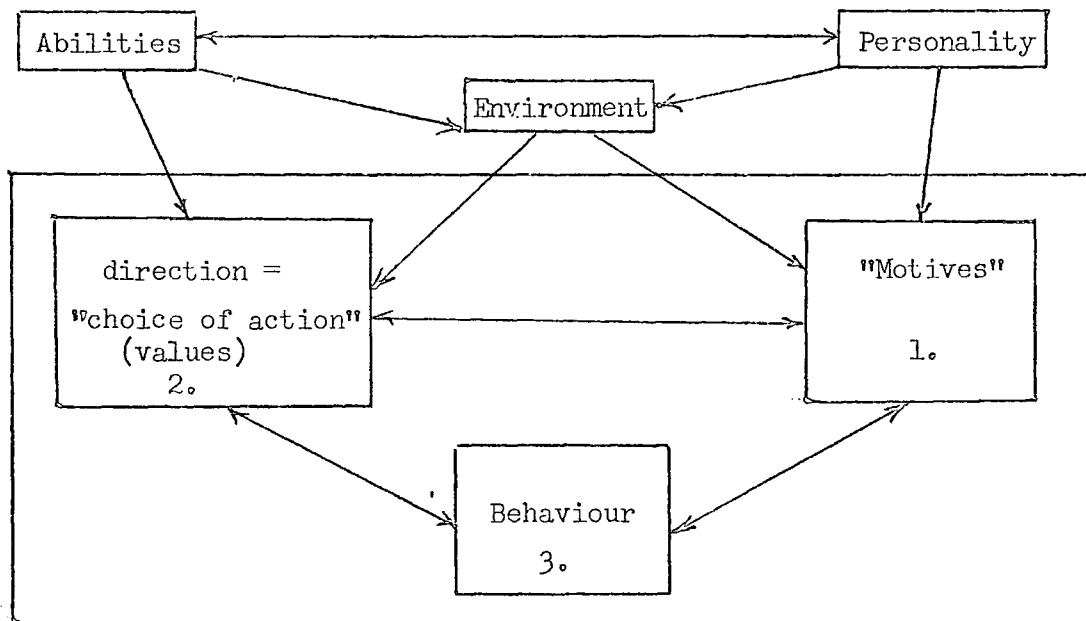 Abilities
Personality
Environment
direction =
"choice of action"
(values)
2.
"Motives"
1.
Behaviour
3.